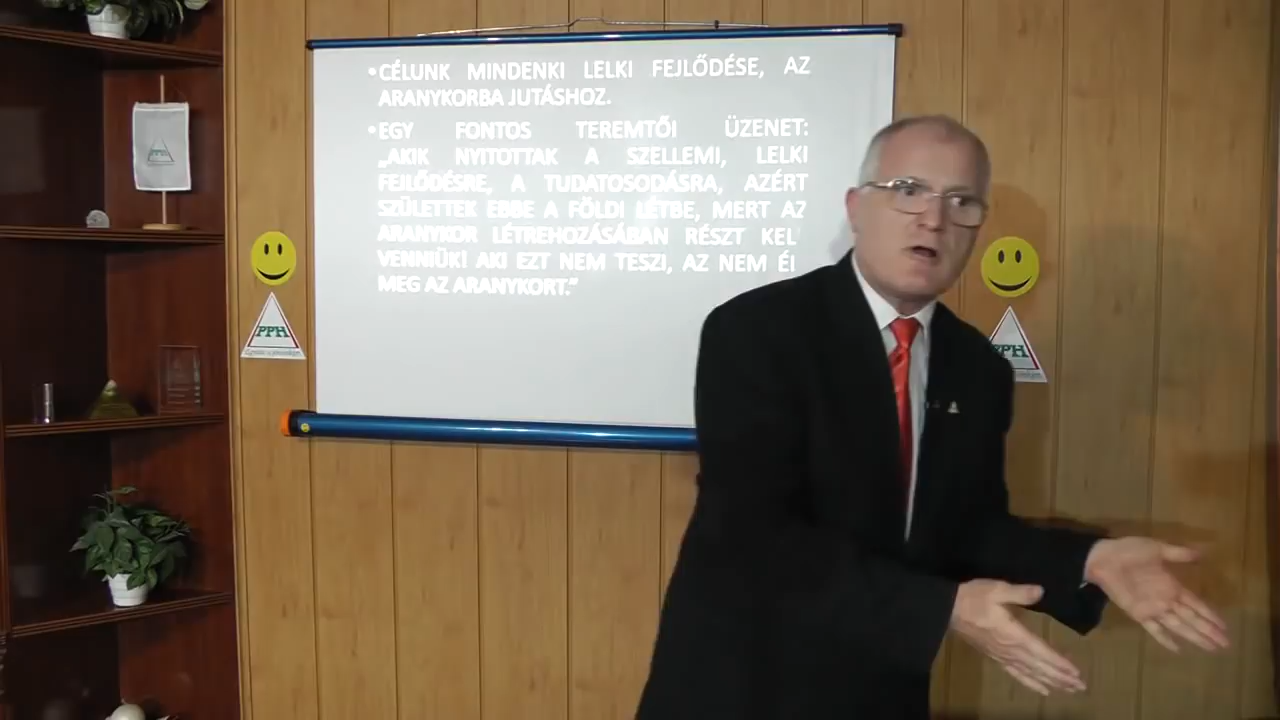 •CÉLUNK MINDENKI LELKI FEJLŐDÉSE, AZ
ARANYKORBA JUTÁSHOZ.
•EGY FONTOS TEREMTŐI ÜZENET:
„AKIK NYITOTTAK A SZELLEMI, LELKI
FEJLŐDÉSRE, A TUDATOSODÁSRA, AZÉRT
SZÜLETTEK EBBE A FÖLDI LÉTBE, MERT AZ
ARANYKOR LÉTREHOZÁSÁBAN RÉSZT KEL
VENNIÜK! AKI EZT NEM TESZI, AZ NEM ÉL
MEG AZ ARANYKORT.”
PPH
PPH